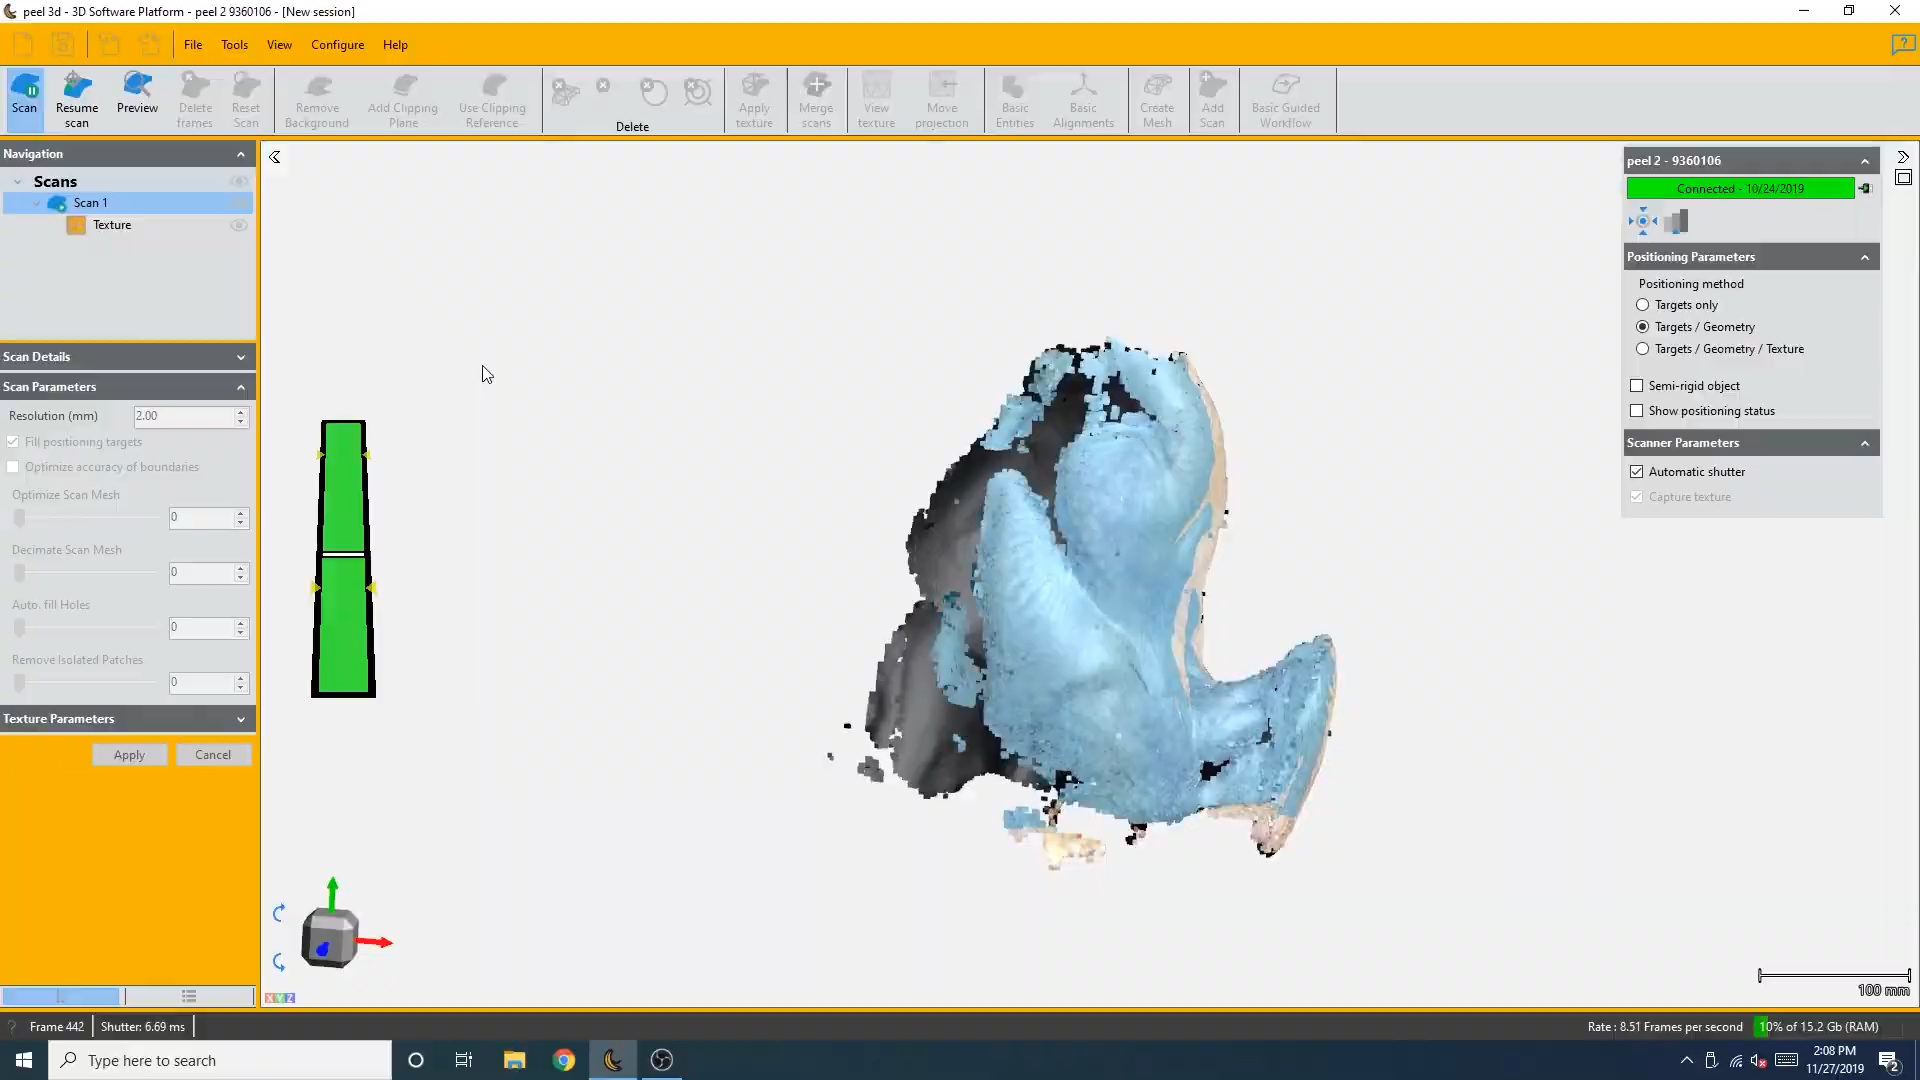 peel 3d - 3D Software Platform - peel 2 9360106 - [New session]
File Tools View Configure Help
Scan
Resume scan
Preview
Delete frames
Reset Scan
Remove Background
Add Clipping Plane
Use Clipping Reference
Delete
Apply texture
Merge scans
View texture
Move projection
Basic Entities
Basic Alignments
Create Mesh
Add Scan
Basic Guided Workflow
Navigation
Scans
Scan 1
Texture
Scan Details
Scan Parameters
Resolution (mm) 2.00
Fill positioning targets
Optimize accuracy of boundaries
Optimize Scan Mesh
0
Decimate Scan Mesh
0
Auto. fill Holes
0
Remove Isolated Patches
0
Texture Parameters
Apply Cancel
XYZ
peel 2 - 9360106
Connected - 10/24/2019
Positioning Parameters
Positioning method
Targets only
Targets / Geometry
Targets / Geometry / Texture
Semi-rigid object
Show positioning status
Scanner Parameters
Automatic shutter
Capture texture
100 mm
? Frame 442 Shutter: 6.69 ms
Rate : 8.51 Frames per second 10% of 15.2 Gb (RAM)
Type here to search
2:08 PM
11/27/2019
2